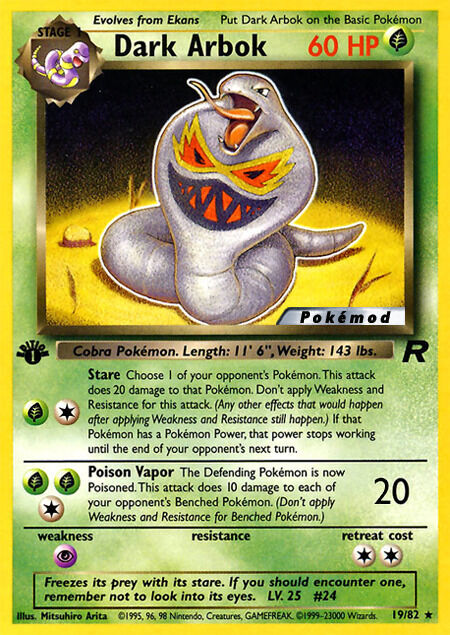 Evolves from Ekans Put Dark Arbok on the Basic Pokémon
STAGE 1
Dark Arbok 60 HP
Pokémod
1 EDITION
Cobra Pokémon. Length: 11' 6", Weight: 143 lbs. R
Stare Choose 1 of your opponent's Pokémon. This attack
does 20 damage to that Pokémon. Don't apply Weakness and
Resistance for this attack. (Any other effects that would happen
after applying Weakness and Resistance still happen.) If that
Pokémon has a Pokémon Power, that power stops working
until the end of your opponent's next turn.
Poison Vapor The Defending Pokémon is now
Poisoned. This attack does 10 damage to each of
your opponent's Benched Pokémon. (Don't apply
Weakness and Resistance for Benched Pokémon.)
20
weakness resistance retreat cost
Freezes its prey with its stare. If you should encounter one,
remember not to look into its eyes. LV. 25 #24
Illus. Mitsuhiro Arita ©1995, 96, 98 Nintendo, Creatures, GAMEFREAK. ©1999-23000 Wizards. 19/82 ★